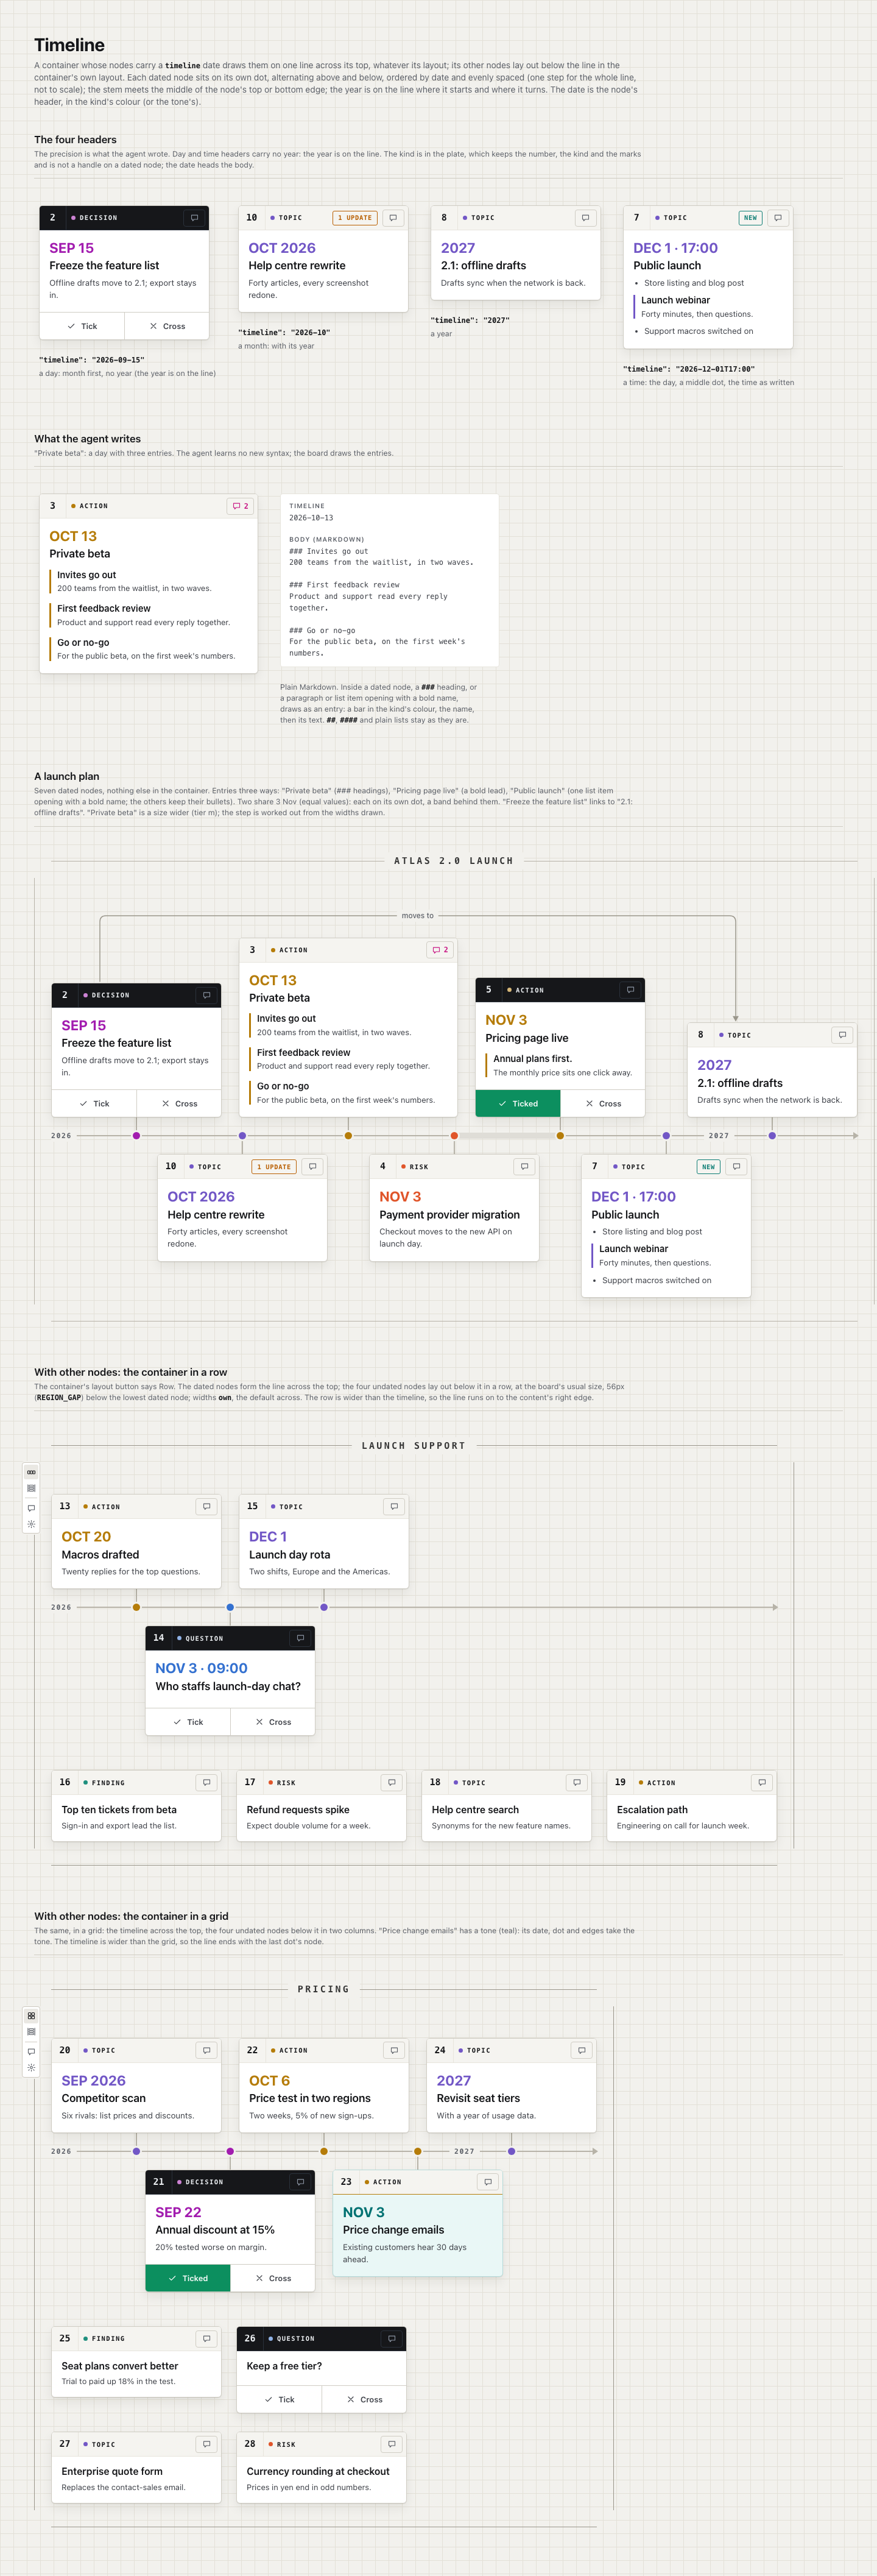 Timeline
A container whose nodes carry a timeline date draws them on one line across its top, whatever its layout; its other nodes lay out below the line in the
container's own layout. Each dated node sits on its own dot, alternating above and below, ordered by date and evenly spaced (one step for the whole line,
not to scale); the stem meets the middle of the node's top or bottom edge; the year is on the line where it starts and where it turns. The date is the node's
header, in the kind's colour (or the tone's).
The four headers
The precision is what the agent wrote. Day and time headers carry no year: the year is on the line. The kind is in the plate, which keeps the number, the kind and the marks
and is not a handle on a dated node; the date heads the body.
2 DECISION
SEP 15
Freeze the feature list
Offline drafts move to 2.1; export stays
in.
Tick Cross
"timeline": "2026-09-15"
a day: month first, no year (the year is on the line)
10 TOPIC 1 UPDATE
OCT 2026
Help centre rewrite
Forty articles, every screenshot
redone.
"timeline": "2026-10"
a month: with its year
8 TOPIC
2027
2.1: offline drafts
Drafts sync when the network is back.
"timeline": "2027"
a year
7 TOPIC NEW
DEC 1 · 17:00
Public launch
• Store listing and blog post
Launch webinar
Forty minutes, then questions.
• Support macros switched on
"timeline": "2026-12-01T17:00"
a time: the day, a middle dot, the time as written
What the agent writes
"Private beta": a day with three entries. The agent learns no new syntax; the board draws the entries.
3 ACTION 2
OCT 13
Private beta
Invites go out
200 teams from the waitlist, in two waves.
First feedback review
Product and support read every reply together.
Go or no-go
For the public beta, on the first week's numbers.
TIMELINE
2026-10-13
BODY (MARKDOWN)
### Invites go out
200 teams from the waitlist, in two waves.
### First feedback review
Product and support read every reply
together.
### Go or no-go
For the public beta, on the first week's
numbers.
Plain Markdown. Inside a dated node, a ### heading, or
a paragraph or list item opening with a bold name,
draws as an entry: a bar in the kind's colour, the name,
then its text. ##, #### and plain lists stay as they are.
A launch plan
Seven dated nodes, nothing else in the container. Entries three ways: "Private beta" (### headings), "Pricing page live" (a bold lead), "Public launch" (one list item
opening with a bold name; the others keep their bullets). Two share 3 Nov (equal values): each on its own dot, a band behind them. "Freeze the feature list" links to "2.1:
offline drafts". "Private beta" is a size wider (tier m); the step is worked out from the widths drawn.
ATLAS 2.0 LAUNCH
moves to
2 DECISION
SEP 15
Freeze the feature list
Offline drafts move to 2.1; export stays
in.
Tick Cross
3 ACTION 2
OCT 13
Private beta
Invites go out
200 teams from the waitlist, in two waves.
First feedback review
Product and support read every reply together.
Go or no-go
For the public beta, on the first week's numbers.
5 ACTION
NOV 3
Pricing page live
Annual plans first.
The monthly price sits one click away.
Ticked Cross
8 TOPIC
2027
2.1: offline drafts
Drafts sync when the network is back.
2026 2027
10 TOPIC 1 UPDATE
OCT 2026
Help centre rewrite
Forty articles, every screenshot
redone.
4 RISK
NOV 3
Payment provider migration
Checkout moves to the new API on
launch day.
7 TOPIC NEW
DEC 1 · 17:00
Public launch
• Store listing and blog post
Launch webinar
Forty minutes, then questions.
• Support macros switched on
With other nodes: the container in a row
The container's layout button says Row. The dated nodes form the line across the top; the four undated nodes lay out below it in a row, at the board's usual size, 56px
(REGION_GAP) below the lowest dated node; widths own, the default across. The row is wider than the timeline, so the line runs on to the content's right edge.
LAUNCH SUPPORT
13 ACTION
OCT 20
Macros drafted
Twenty replies for the top questions.
15 TOPIC
DEC 1
Launch day rota
Two shifts, Europe and the Americas.
2026
14 QUESTION
NOV 3 · 09:00
Who staffs launch-day chat?
Tick Cross
16 FINDING
Top ten tickets from beta
Sign-in and export lead the list.
17 RISK
Refund requests spike
Expect double volume for a week.
18 TOPIC
Help centre search
Synonyms for the new feature names.
19 ACTION
Escalation path
Engineering on call for launch week.
With other nodes: the container in a grid
The same, in a grid: the timeline across the top, the four undated nodes below it in two columns. "Price change emails" has a tone (teal): its date, dot and edges take the
tone. The timeline is wider than the grid, so the line ends with the last dot's node.
PRICING
20 TOPIC
SEP 2026
Competitor scan
Six rivals: list prices and discounts.
22 ACTION
OCT 6
Price test in two regions
Two weeks, 5% of new sign-ups.
24 TOPIC
2027
Revisit seat tiers
With a year of usage data.
2026 2027
21 DECISION
SEP 22
Annual discount at 15%
20% tested worse on margin.
Ticked Cross
23 ACTION
NOV 3
Price change emails
Existing customers hear 30 days
ahead.
25 FINDING
Seat plans convert better
Trial to paid up 18% in the test.
26 QUESTION
Keep a free tier?
Tick Cross
27 TOPIC
Enterprise quote form
Replaces the contact-sales email.
28 RISK
Currency rounding at checkout
Prices in yen end in odd numbers.